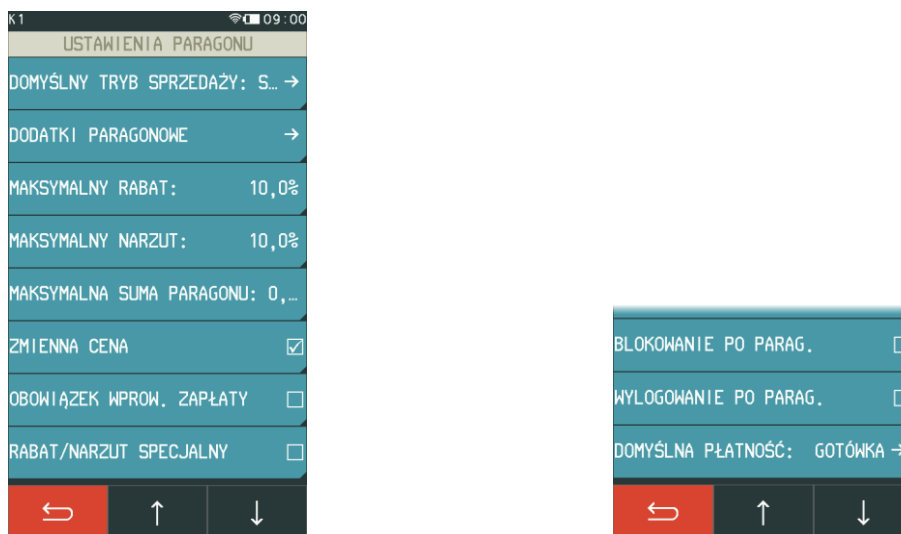 K1 09:00
USTAWIENIA PARAGONU
DOMYŚLNY TRYB SPRZEDAŻY: S…→
DODATKI PARAGONOWE →
MAKSYMALNY RABAT: 10,0%
MAKSYMALNY NARZUT: 10,0%
MAKSYMALNA SUMA PARAGONU: 0,…
ZMIENNA CENA
OBOWIĄZEK WPROW. ZAPŁATY
RABAT/NARZUT SPECJALNY
BLOKOWANIE PO PARAG.
WYLOGOWANIE PO PARAG.
DOMYŚLNA PŁATNOŚĆ: GOTÓWKA →